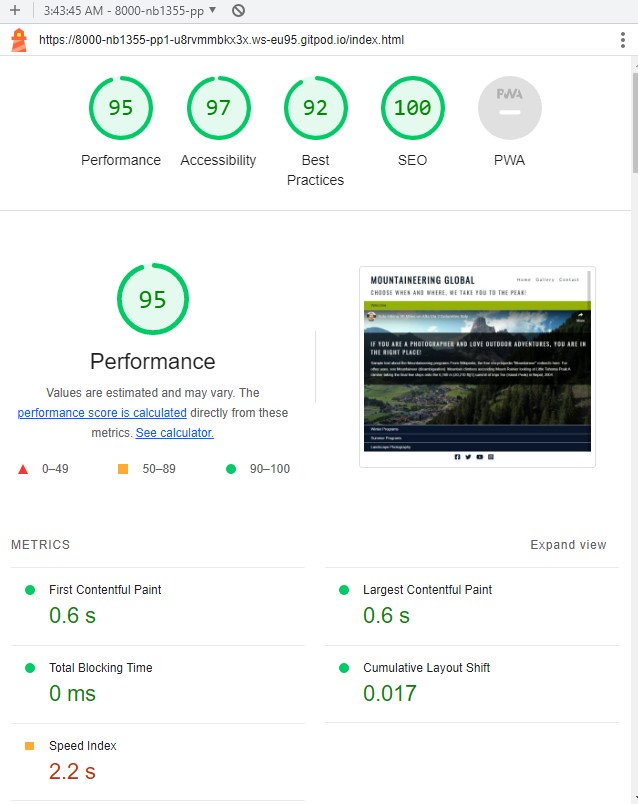 3:43:45 AM - 8000-nb1355-pp
https://8000-nb1355-pp1-u8rvmmbkx3x.ws-eu95.gitpod.io/index.html
95 97 92 100 PWA
Performance Accessibility Best Practices SEO PWA
95
Performance
Values are estimated and may vary. The
performance score is calculated directly from these
metrics. See calculator.
0–49 50–89 90–100
MOUNTAINEERING GLOBAL
Home Gallery Contact
CHOOSE WHEN AND WHERE, WE TAKE YOU TO THE PEAK!
IF YOU ARE A PHOTOGRAPHER AND LOVE OUTDOOR ADVENTURES, YOU ARE IN
THE RIGHT PLACE!
Winter Programs
Summer Programs
Landscape Photography
METRICS
Expand view
First Contentful Paint
0.6 s
Largest Contentful Paint
0.6 s
Total Blocking Time
0 ms
Cumulative Layout Shift
0.017
Speed Index
2.2 s